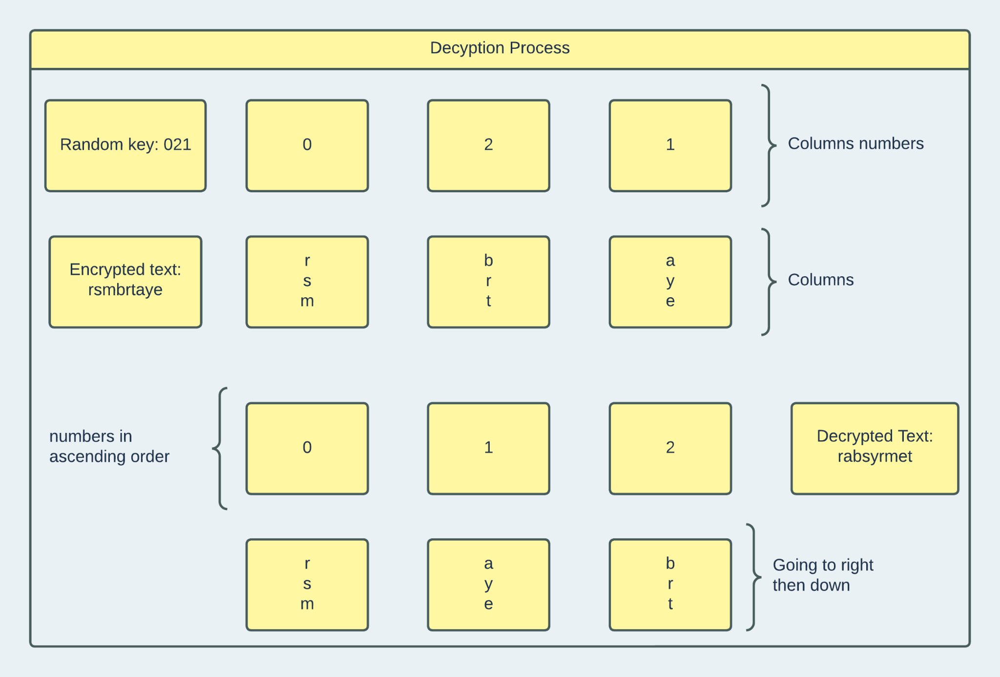 Decyption Process
Random key: 021
0
2
1
Columns numbers
Encrypted text:
rsmbrtaye
r
s
m
b
r
t
a
y
e
Columns
numbers in
ascending order
0
1
2
Decrypted Text:
rabsyrmet
r
s
m
a
y
e
b
r
t
Going to right
then down